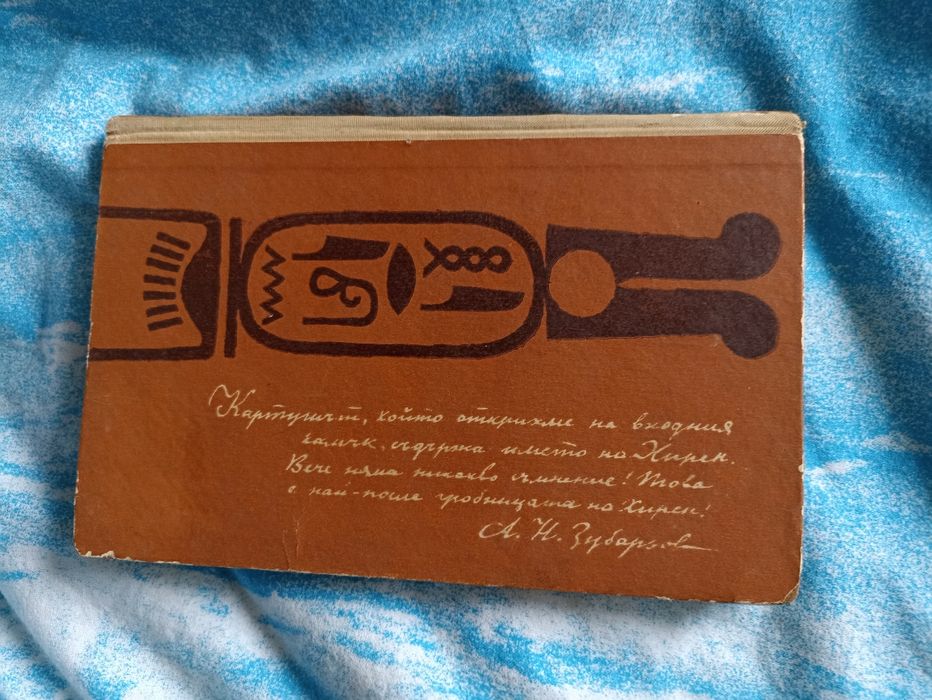 Картушът, който открихме на входния
камък, съдържа името на Хирен.
Вече няма никакво съмнение! Това
е най-после гробницата на Хирен!
А. Н. Зубарьов